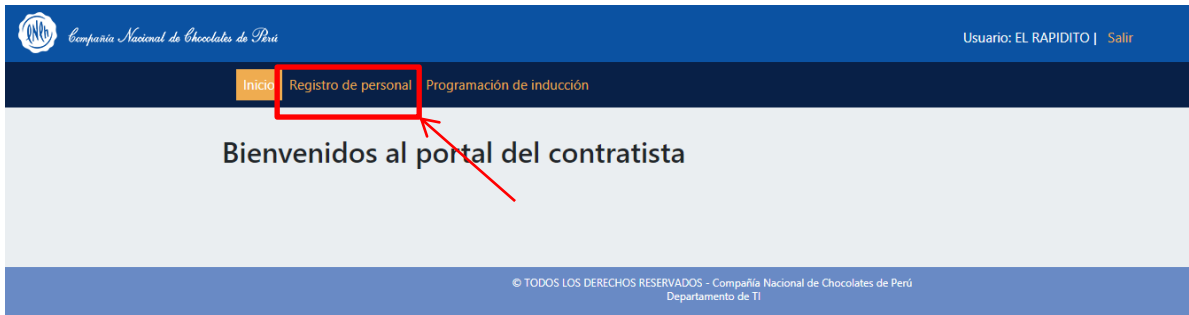 Compañia Nacional de Chocolates de Perú
Usuario: EL RAPIDITO | Salir
Inicio Registro de personal Programación de inducción
Bienvenidos al portal del contratista
© TODOS LOS DERECHOS RESERVADOS - Compañía Nacional de Chocolates de Perú
Departamento de TI